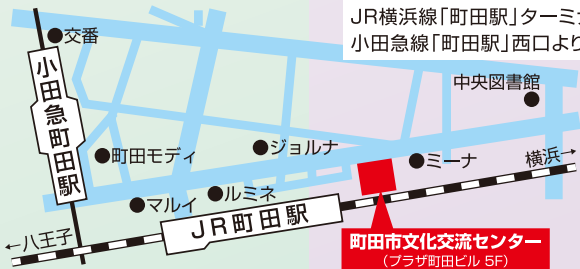 JR横浜線「町田駅」ターミ
小田急線「町田駅」西口より
交番
小田急町田駅
中央図書館
町田モディ
ジョルナ
ミーナ
横浜→
マルイ
ルミネ
JR町田駅
←八王子
町田市文化交流センター
(プラザ町田ビル 5F)